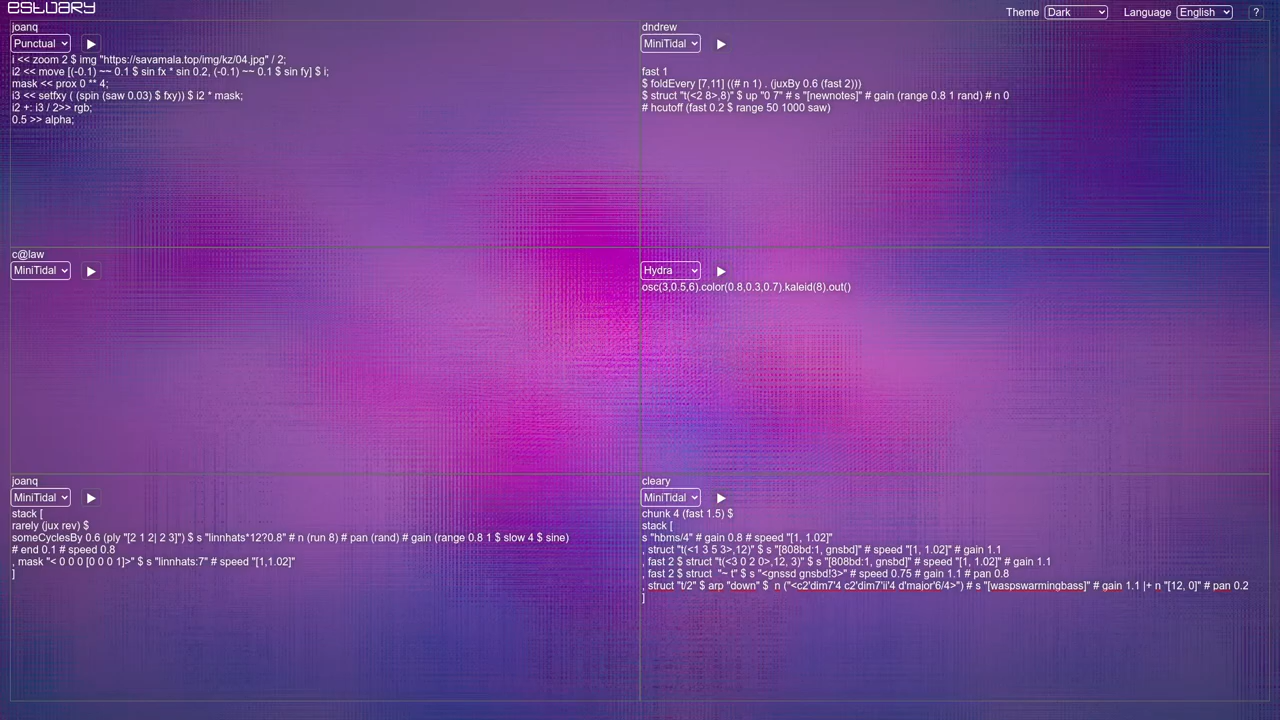 ESTUARY
Theme Dark Language English ?
joanq
Punctual
i << zoom 2 $ img "https://savamala.top/img/kz/04.jpg" / 2;
i2 << move [(-0.1) ~~ 0.1 $ sin fx * sin 0.2, (-0.1) ~~ 0.1 $ sin fy] $ i;
mask << prox 0 ** 4;
i3 << setfxy ( (spin (saw 0.03) $ fxy)) $ i2 * mask;
i2 +: i3 / 2>> rgb;
0.5 >> alpha;
dndrew
MiniTidal
fast 1
$ foldEvery [7,11] ((# n 1) . (juxBy 0.6 (fast 2)))
$ struct "t(<2 8>,8)" $ up "0 7" # s "[newnotes]" # gain (range 0.8 1 rand) # n 0
# hcutoff (fast 0.2 $ range 50 1000 saw)
c@law
MiniTidal
Hydra
osc(3,0.5,6).color(0.8,0.3,0.7).kaleid(8).out()
joanq
MiniTidal
stack [
rarely (jux rev) $
someCyclesBy 0.6 (ply "[2 1 2| 2 3]") $ s "linnhats*12?0.8" # n (run 8) # pan (rand) # gain (range 0.8 1 $ slow 4 $ sine)
# end 0.1 # speed 0.8
, mask "< 0 0 0 [0 0 0 1]>" $ s "linnhats:7" # speed "[1,1.02]"
]
cleary
MiniTidal
chunk 4 (fast 1.5) $
stack [
s "hbms/4" # gain 0.8 # speed "[1, 1.02]"
, struct "t(<1 3 5 3>,12)" $ s "[808bd:1, gnsbd]" # speed "[1, 1.02]" # gain 1.1
, fast 2 $ struct "t(<3 0 2 0>,12, 3)" $ s "[808bd:1, gnsbd]" # speed "[1, 1.02]" # gain 1.1
, fast 2 $ struct  "~ t" $ s "<gnssd gnsbd!3>" # speed 0.75 # gain 1.1 # pan 0.8
, struct "t/2" $ arp "down" $  n ("<c2'dim7'4 c2'dim7'ii'4 d'major'6/4>") # s "[waspswarmingbass]" # gain 1.1 |+ n "[12, 0]" # pan 0.2
]